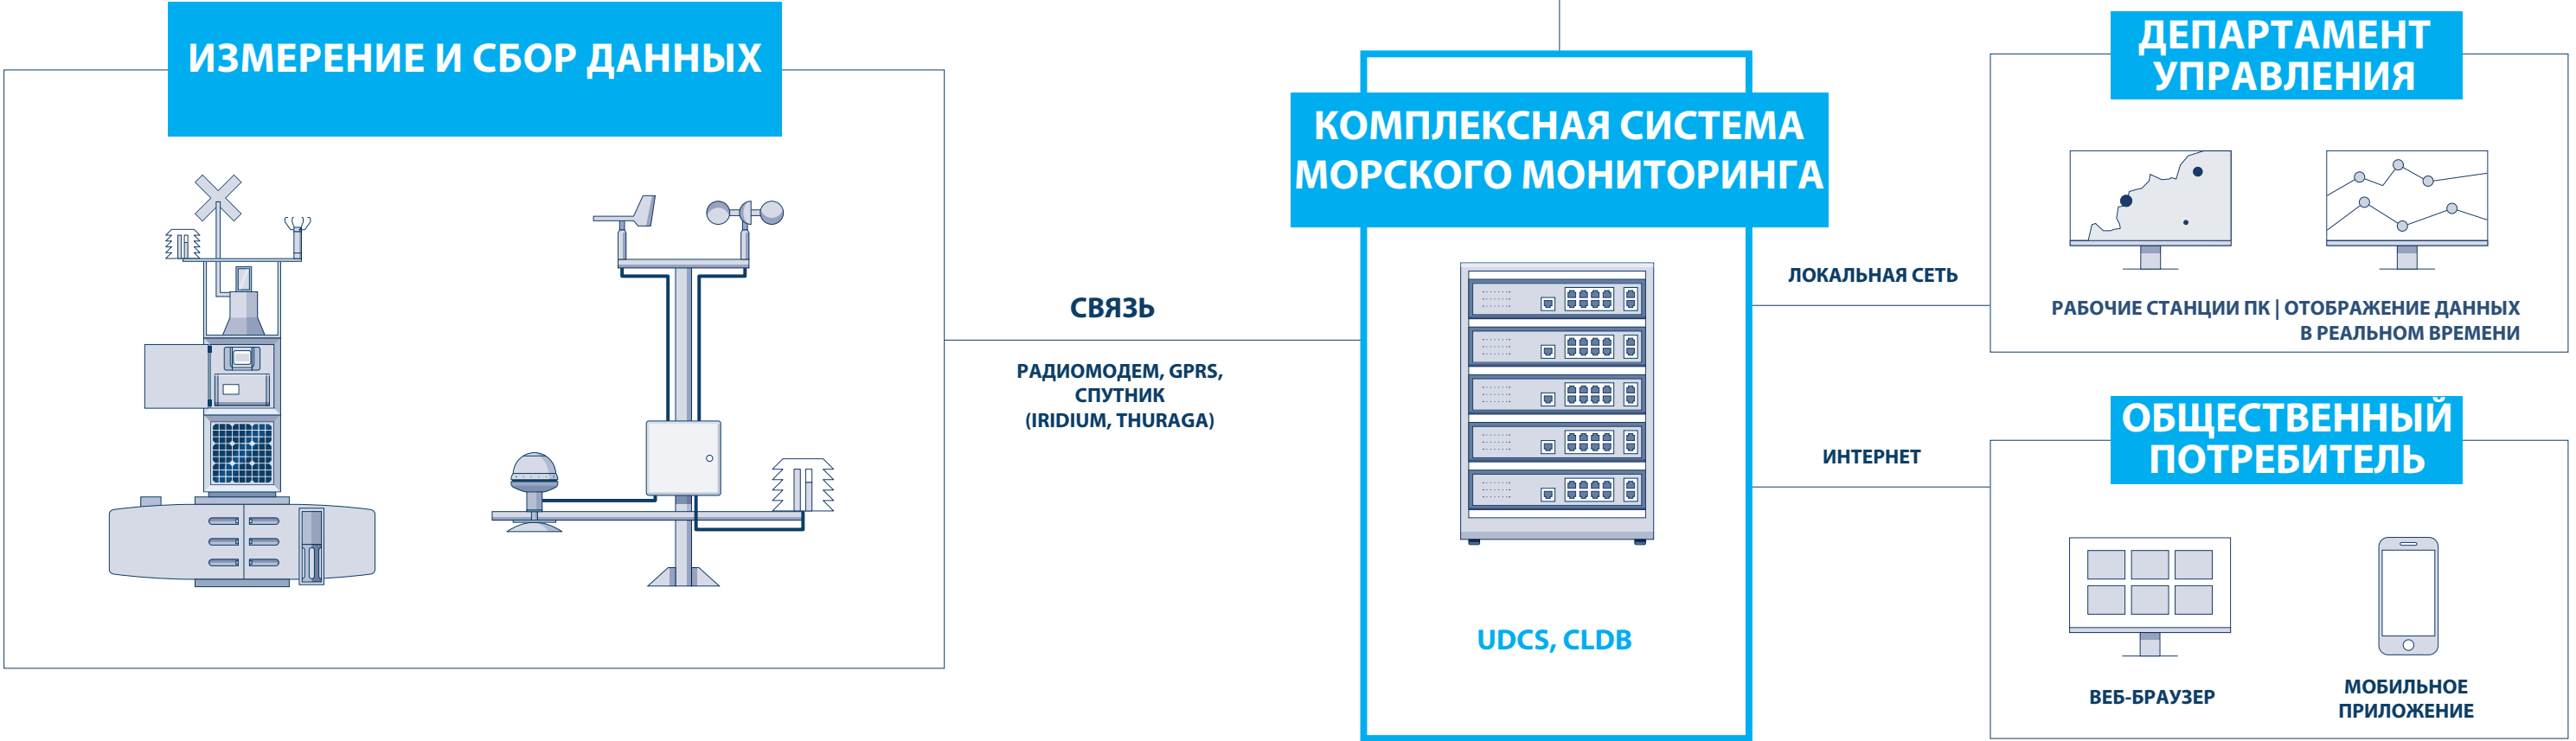 ИЗМЕРЕНИЕ И СБОР ДАННЫХ
СВЯЗЬ
РАДИОМОДЕМ, GPRS,
СПУТНИК
(IRIDIUM, THURAGA)
КОМПЛЕКСНАЯ СИСТЕМА
МОРСКОГО МОНИТОРИНГА
UDCS, CLDB
ЛОКАЛЬНАЯ СЕТЬ
ИНТЕРНЕТ
ДЕПАРТАМЕНТ
УПРАВЛЕНИЯ
РАБОЧИЕ СТАНЦИИ ПК | ОТОБРАЖЕНИЕ ДАННЫХ
В РЕАЛЬНОМ ВРЕМЕНИ
ОБЩЕСТВЕННЫЙ
ПОТРЕБИТЕЛЬ
ВЕБ-БРАУЗЕР
МОБИЛЬНОЕ
ПРИЛОЖЕНИЕ